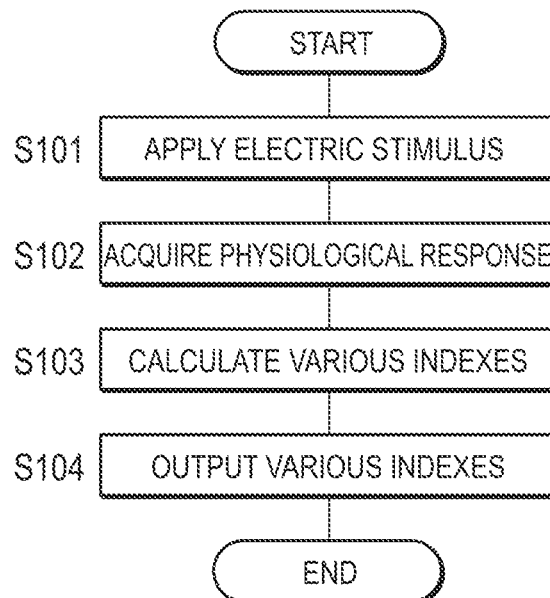 START
S101 APPLY ELECTRIC STIMULUS
S102 ACQUIRE PHYSIOLOGICAL RESPONSE
S103 CALCULATE VARIOUS INDEXES
S104 OUTPUT VARIOUS INDEXES
END